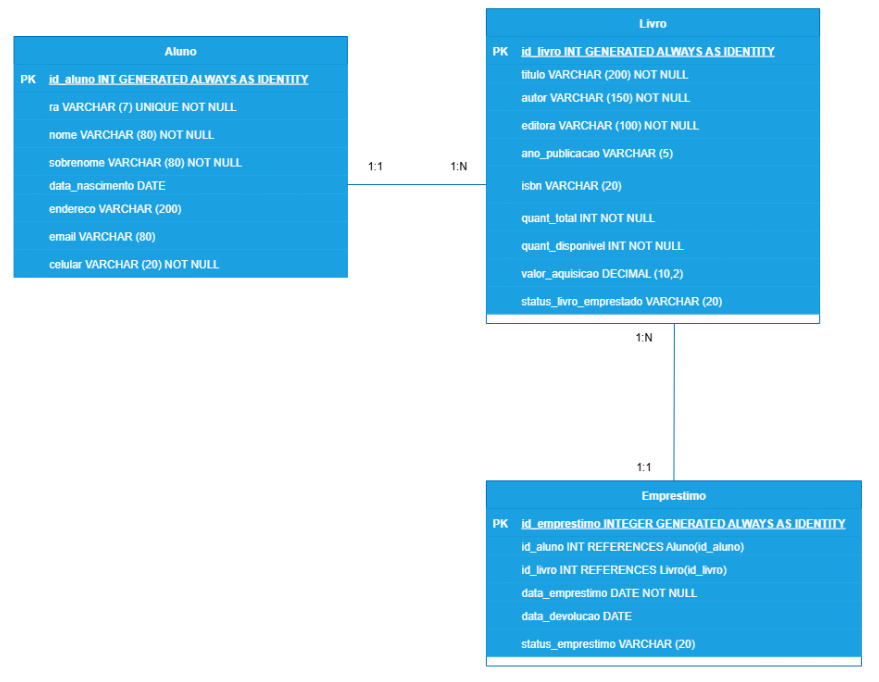 Aluno
PK id_aluno INT GENERATED ALWAYS AS IDENTITY
ra VARCHAR (7) UNIQUE NOT NULL
nome VARCHAR (80) NOT NULL
sobrenome VARCHAR (80) NOT NULL
data_nascimento DATE
endereco VARCHAR (200)
email VARCHAR (80)
celular VARCHAR (20) NOT NULL
1:1
1:N
Livro
PK id_livro INT GENERATED ALWAYS AS IDENTITY
titulo VARCHAR (200) NOT NULL
autor VARCHAR (150) NOT NULL
editora VARCHAR (100) NOT NULL
ano_publicacao VARCHAR (5)
isbn VARCHAR (20)
quant_total INT NOT NULL
quant_disponivel INT NOT NULL
valor_aquisicao DECIMAL (10,2)
status_livro_emprestado VARCHAR (20)
1:N
1:1
Emprestimo
PK id_emprestimo INTEGER GENERATED ALWAYS AS IDENTITY
id_aluno INT REFERENCES Aluno(id_aluno)
id_livro INT REFERENCES Livro(id_livro)
data_emprestimo DATE NOT NULL
data_devolucao DATE
status_emprestimo VARCHAR (20)